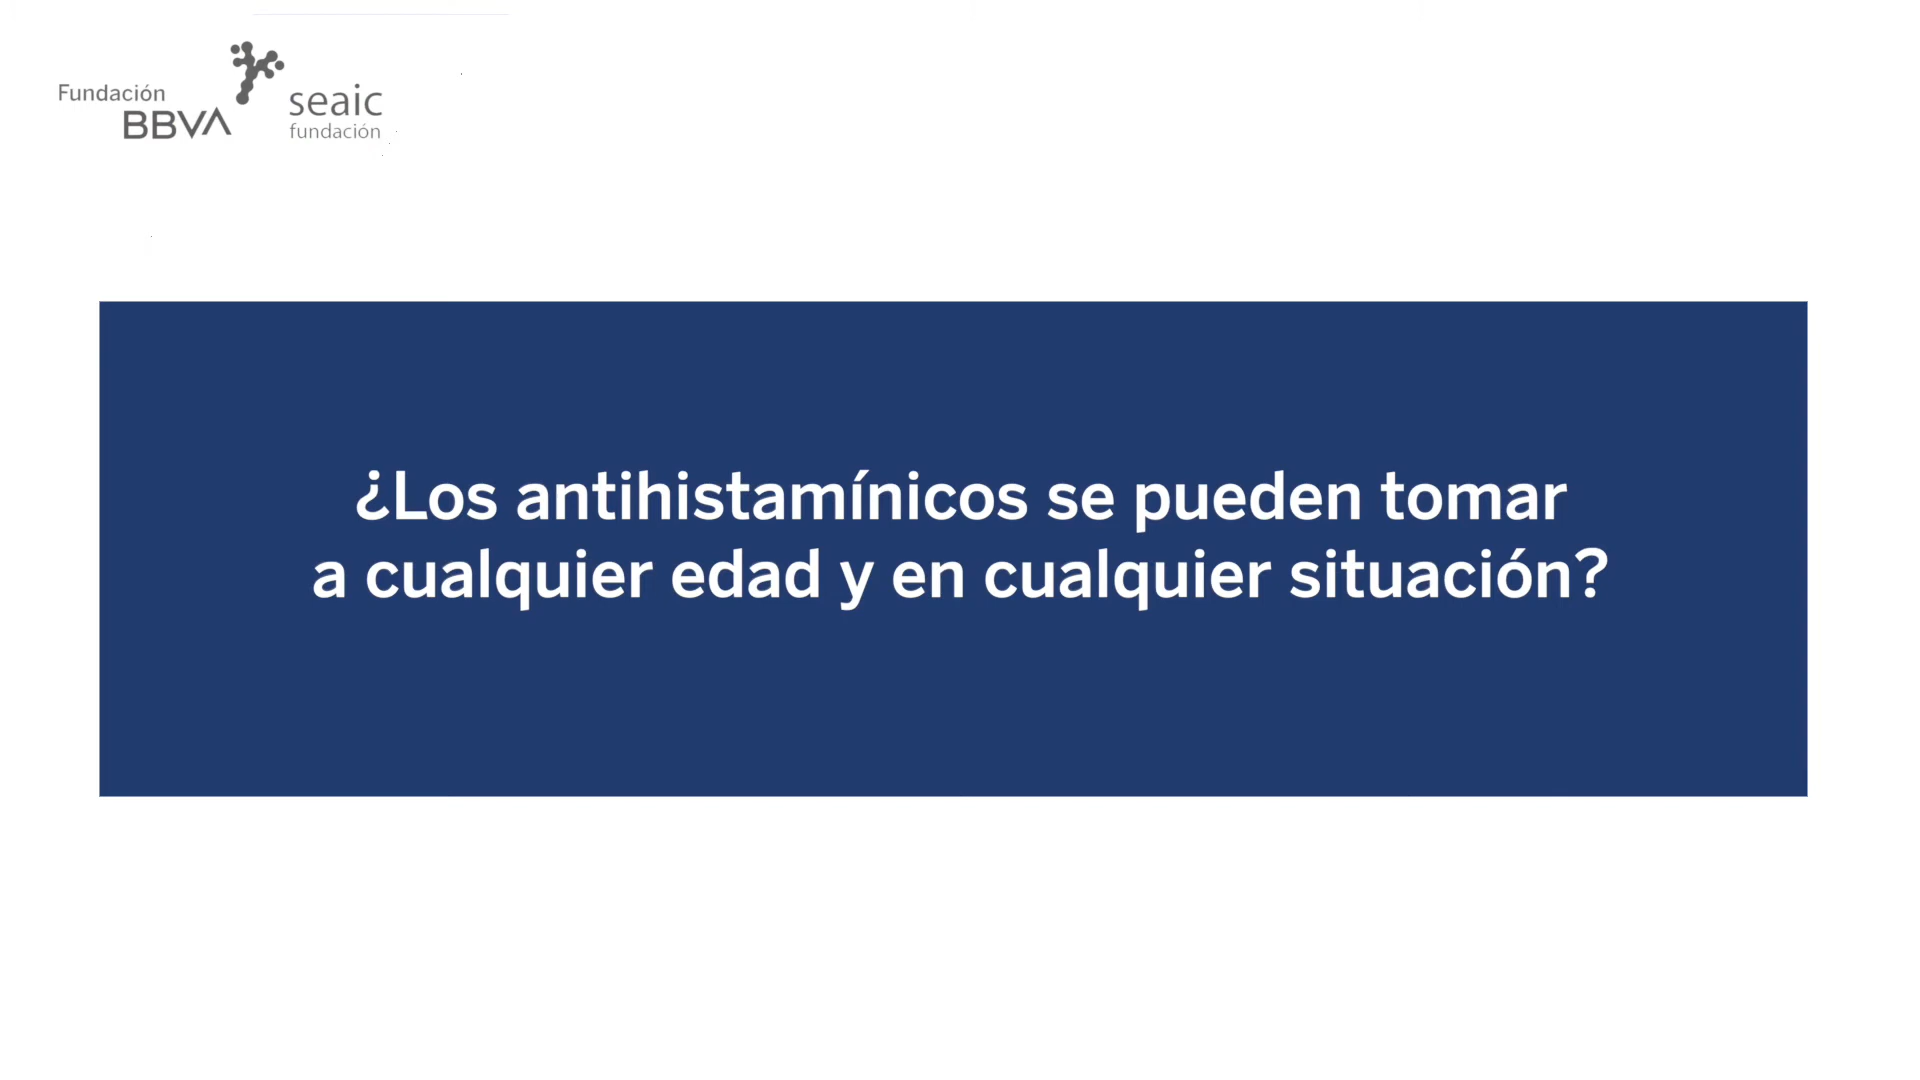 Fundación
BBVA
seaic
fundación
¿Los antihistamínicos se pueden tomar
a cualquier edad y en cualquier situación?